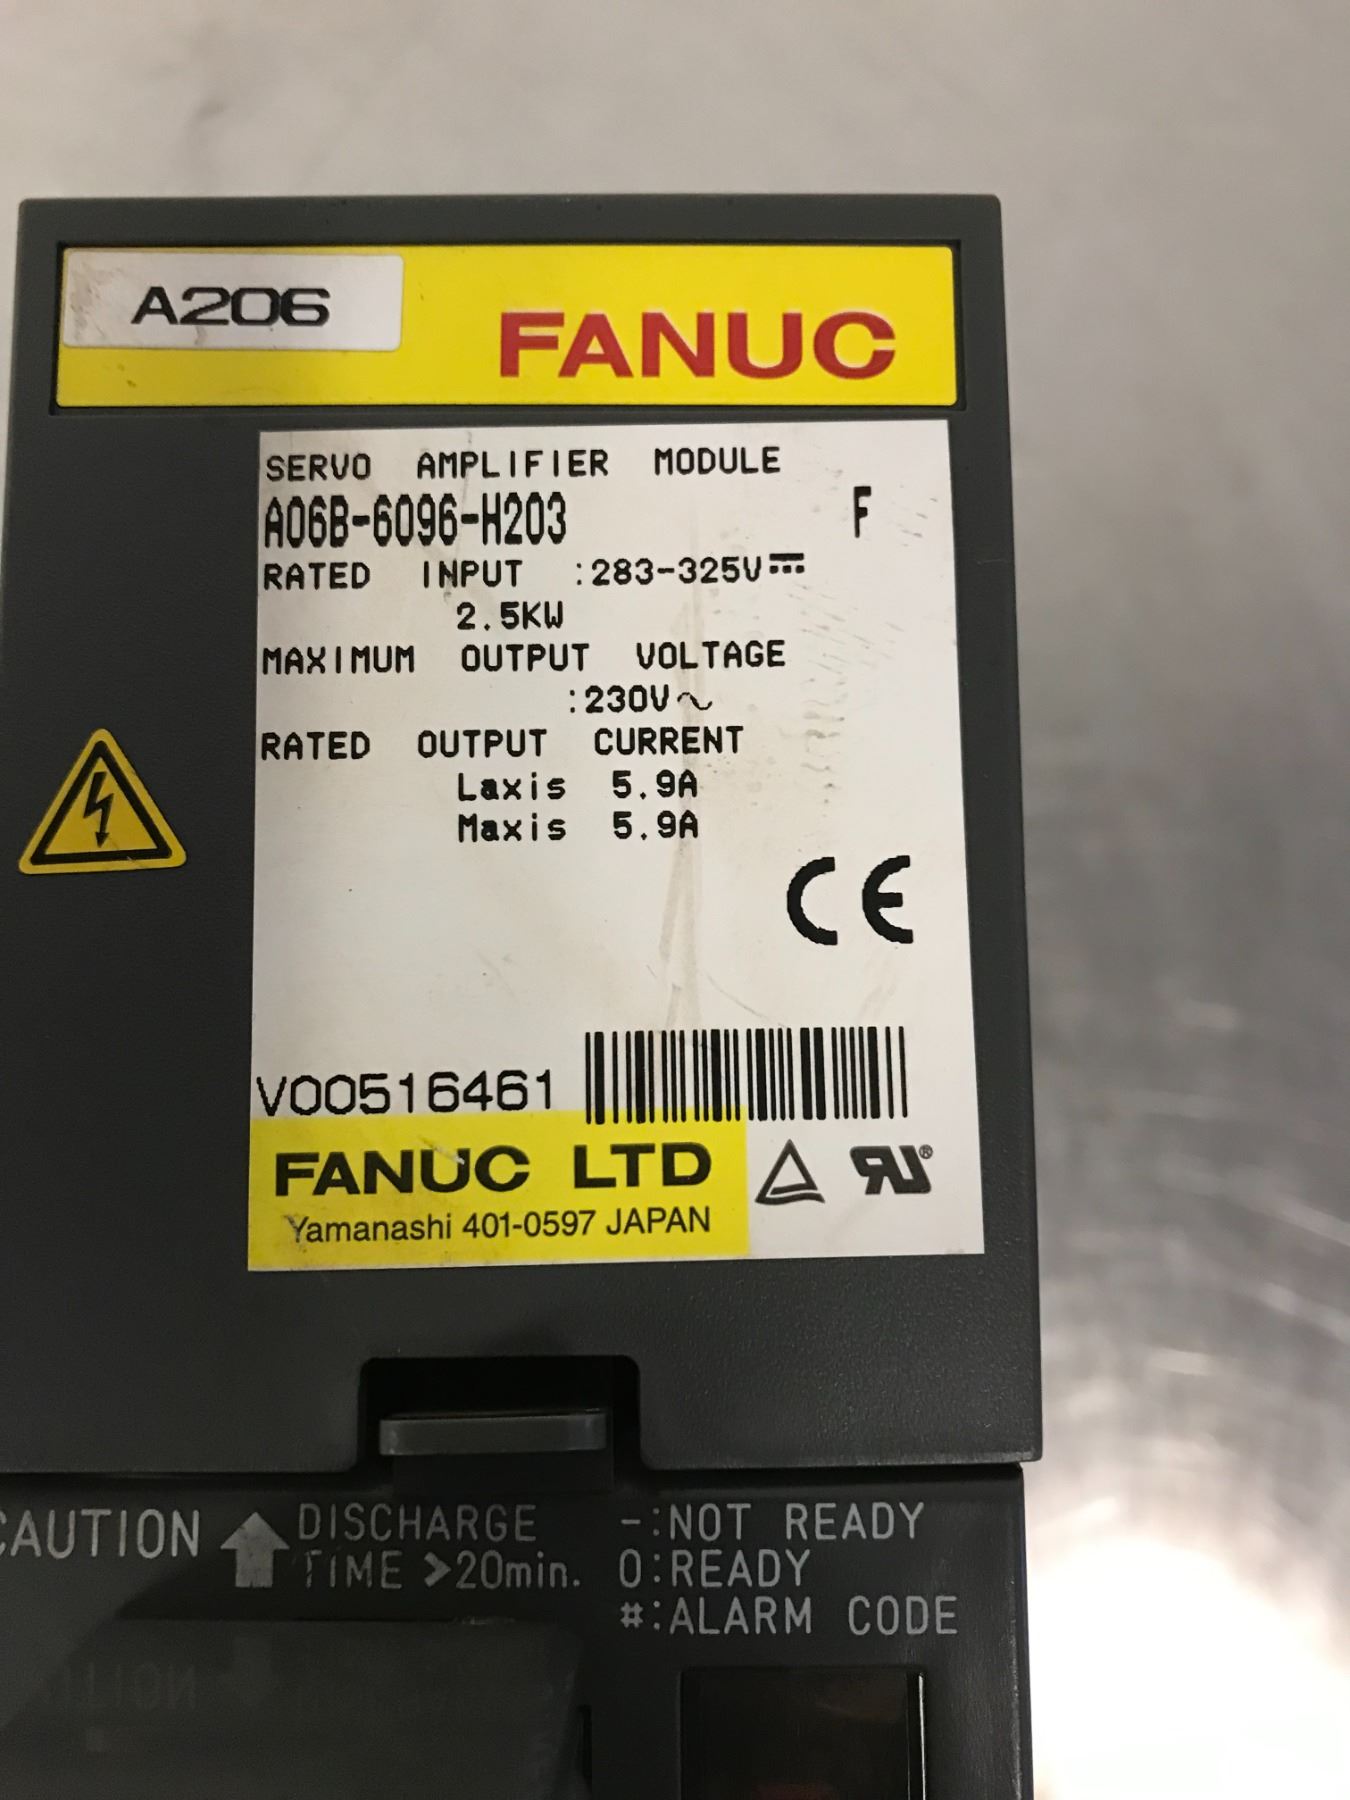 A206
FANUC
SERVO AMPLIFIER MODULE
A06B-6096-H203 F
RATED INPUT :283-325V⎓
2.5KW
MAXIMUM OUTPUT VOLTAGE
:230V∿
RATED OUTPUT CURRENT
Laxis 5.9A
Maxis 5.9A
CE
V00516461
FANUC LTD
Yamanashi 401-0597 JAPAN
RU®
CAUTION
DISCHARGE
TIME >20min.
-:NOT READY
0:READY
#:ALARM CODE